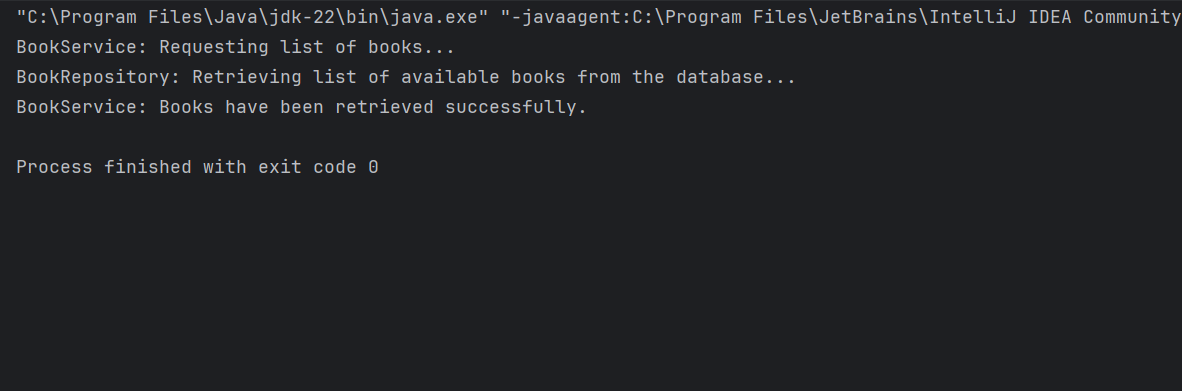 "C:\Program Files\Java\jdk-22\bin\java.exe" "-javaagent:C:\Program Files\JetBrains\IntelliJ IDEA Community
BookService: Requesting list of books...
BookRepository: Retrieving list of available books from the database...
BookService: Books have been retrieved successfully.
Process finished with exit code 0